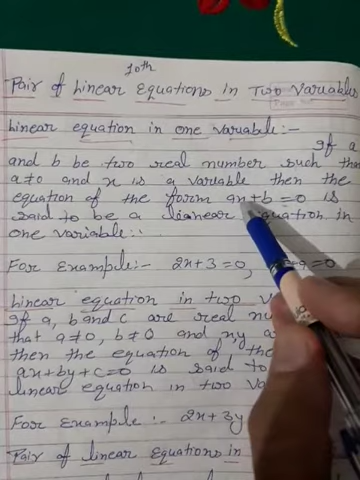 10th
Pair of Linear Equations in Two Variables
Linear equation in one variable:-
If a
and b be two real number such that
a≠0 and x is a variable then the
equation of the form ax+b=0 is
said to be a linear equation in
one variable:.
For Example:- 2x+3=0, =0
Linear equation in two
If a, b and c are real
that a≠0, b≠0 and x,y
then the equation of the
ax+by+c=0 is said to
linear equation in two
For Example:- 2x+3y
Pair of linear Equations in